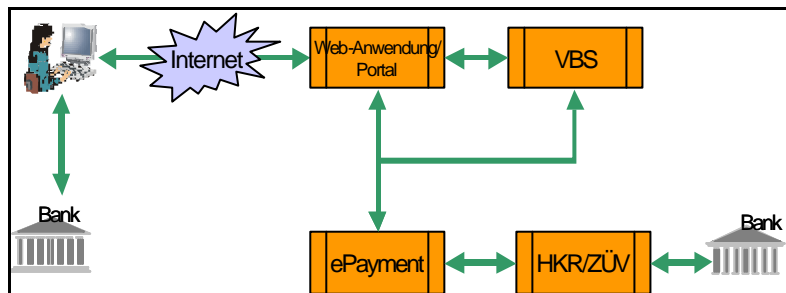 Internet
Web-Anwendung/
Portal
VBS
Bank
ePayment
HKR/ZÜV
Bank